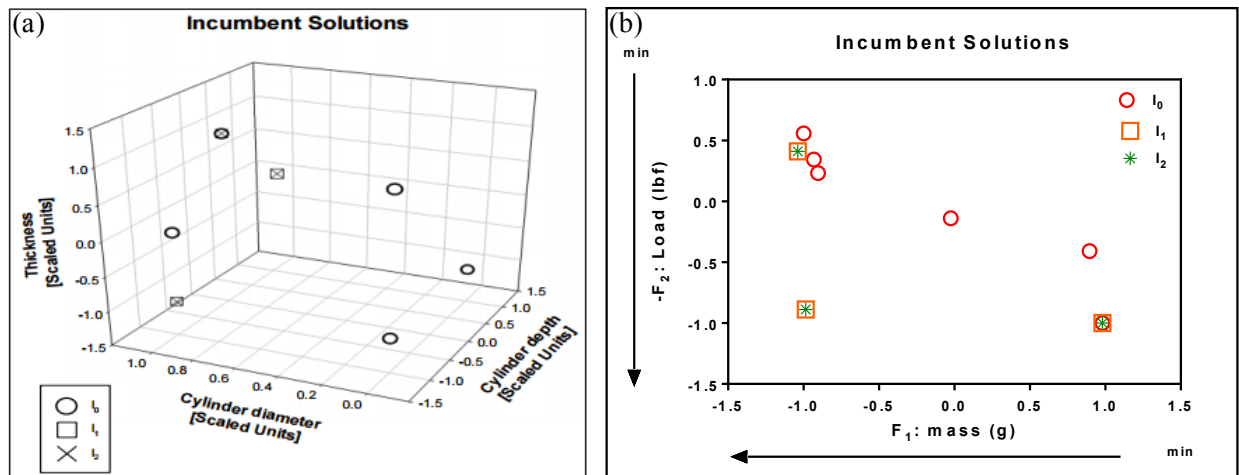 (a)
Incumbent Solutions
1.5
1.0
0.5
0.0
-0.5
-1.0
-1.5
Thickness
[Scaled Units]
1.0
0.8
0.6
0.4
0.2
0.0
Cylinder diameter
[Scaled Units]
1.5
1.0
0.5
0.0
-0.5
-1.0
-1.5
Cylinder depth
[Scaled Units]
I0
I1
I2
(b)
Incumbent Solutions
min
1.0
0.5
0.0
-0.5
-1.0
-1.5
-F2: Load (lbf)
I0
I1
I2
-1.5 -1.0 -0.5 0.0 0.5 1.0 1.5
F1: mass (g)
min